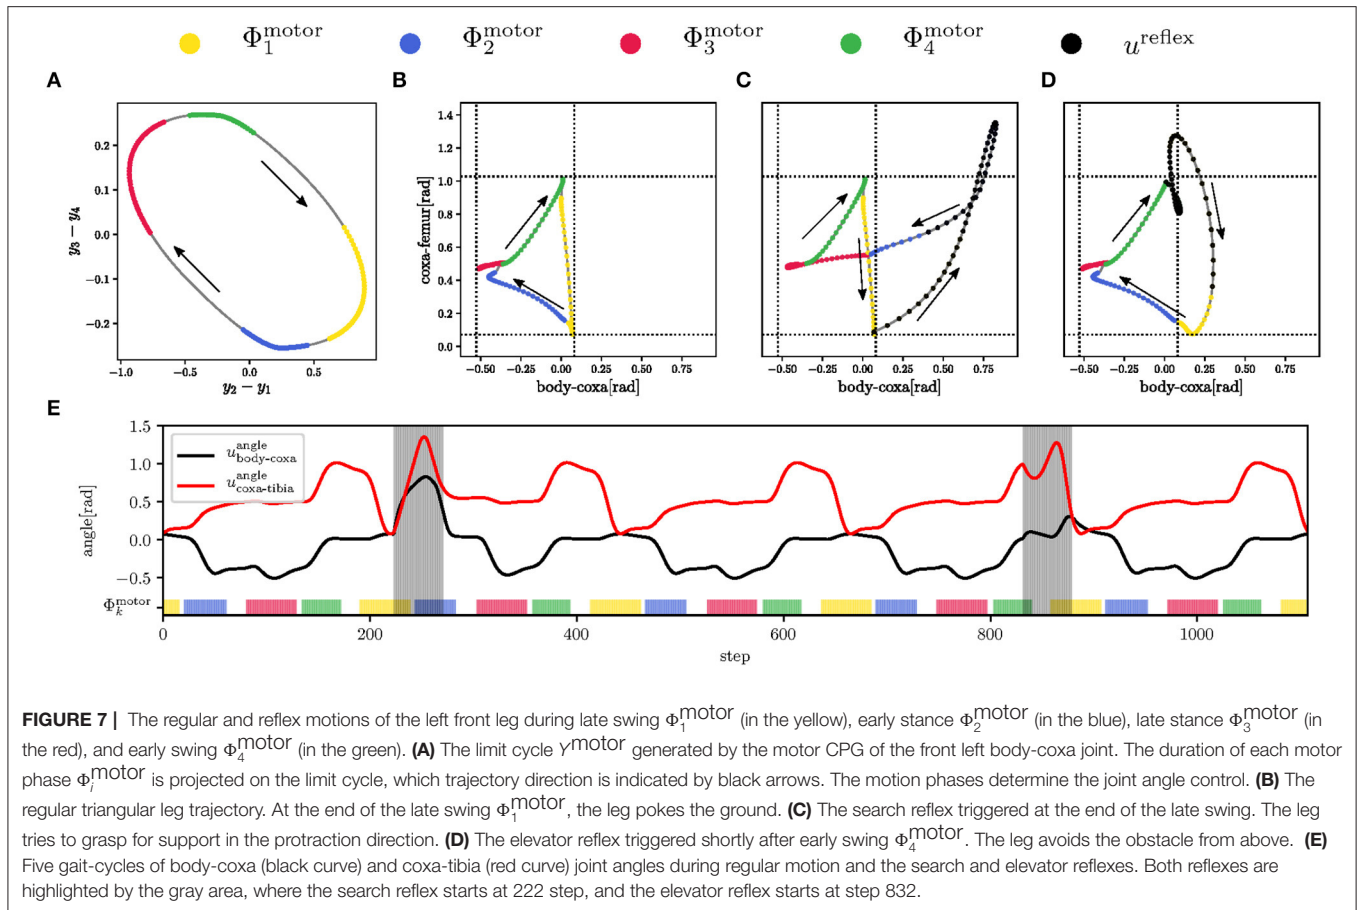 Φ₁ᵐᵒᵗᵒʳ Φ₂ᵐᵒᵗᵒʳ Φ₃ᵐᵒᵗᵒʳ Φ₄ᵐᵒᵗᵒʳ uʳᵉᶠˡᵉˣ
A B C D
0.2
0.1
0.0
−0.1
−0.2
y₃ − y₄
−1.0 −0.5 0.0 0.5
y₂ − y₁
1.4
1.2
1.0
0.8
0.6
0.4
0.2
0.0
coxa-femur[rad]
−0.50 −0.25 0.00 0.25 0.50 0.75
body-coxa[rad]
−0.50 −0.25 0.00 0.25 0.50 0.75
body-coxa[rad]
−0.50 −0.25 0.00 0.25 0.50 0.75
body-coxa[rad]
E
1.5
1.0
0.5
0.0
−0.5
angle[rad]
Φₖᵐᵒᵗᵒʳ
u angle body-coxa
u angle coxa-tibia
0 200 400 600 800 1000
step
FIGURE 7 | The regular and reflex motions of the left front leg during late swing Φ₁ᵐᵒᵗᵒʳ (in the yellow), early stance Φ₂ᵐᵒᵗᵒʳ (in the blue), late stance Φ₃ᵐᵒᵗᵒʳ (in
the red), and early swing Φ₄ᵐᵒᵗᵒʳ (in the green). (A) The limit cycle Yᵐᵒᵗᵒʳ generated by the motor CPG of the front left body-coxa joint. The duration of each motor
phase Φᵢᵐᵒᵗᵒʳ is projected on the limit cycle, which trajectory direction is indicated by black arrows. The motion phases determine the joint angle control. (B) The
regular triangular leg trajectory. At the end of the late swing Φ₁ᵐᵒᵗᵒʳ, the leg pokes the ground. (C) The search reflex triggered at the end of the late swing. The leg
tries to grasp for support in the protraction direction. (D) The elevator reflex triggered shortly after early swing Φ₄ᵐᵒᵗᵒʳ. The leg avoids the obstacle from above. (E)
Five gait-cycles of body-coxa (black curve) and coxa-tibia (red curve) joint angles during regular motion and the search and elevator reflexes. Both reflexes are
highlighted by the gray area, where the search reflex starts at 222 step, and the elevator reflex starts at step 832.